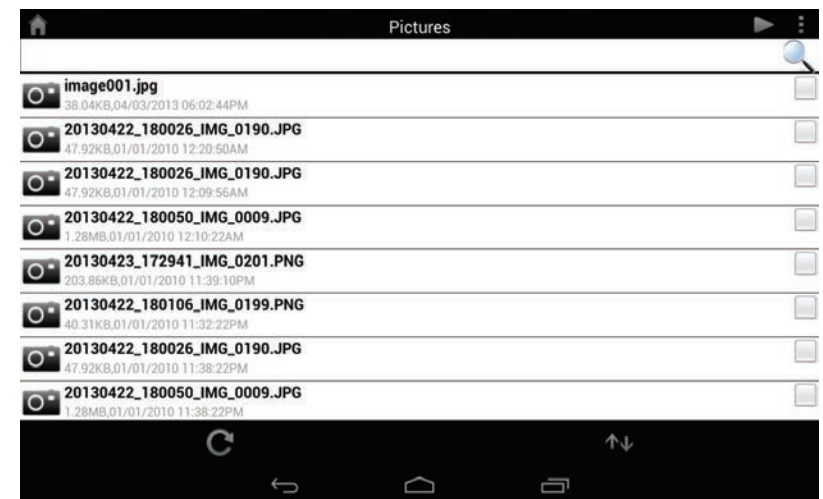 Pictures
image001.jpg
38.04KB,04/03/2013 06:02:44PM
20130422_180026_IMG_0190.JPG
47.92KB,01/01/2010 12:20:50AM
20130422_180026_IMG_0190.JPG
47.92KB,01/01/2010 12:09:56AM
20130422_180050_IMG_0009.JPG
1.28MB,01/01/2010 12:10:22AM
20130423_172941_IMG_0201.PNG
203.86KB,01/01/2010 11:39:10PM
20130422_180106_IMG_0199.PNG
40.31KB,01/01/2010 11:32:22PM
20130422_180026_IMG_0190.JPG
47.92KB,01/01/2010 11:38:22PM
20130422_180050_IMG_0009.JPG
1.28MB,01/01/2010 11:38:22PM